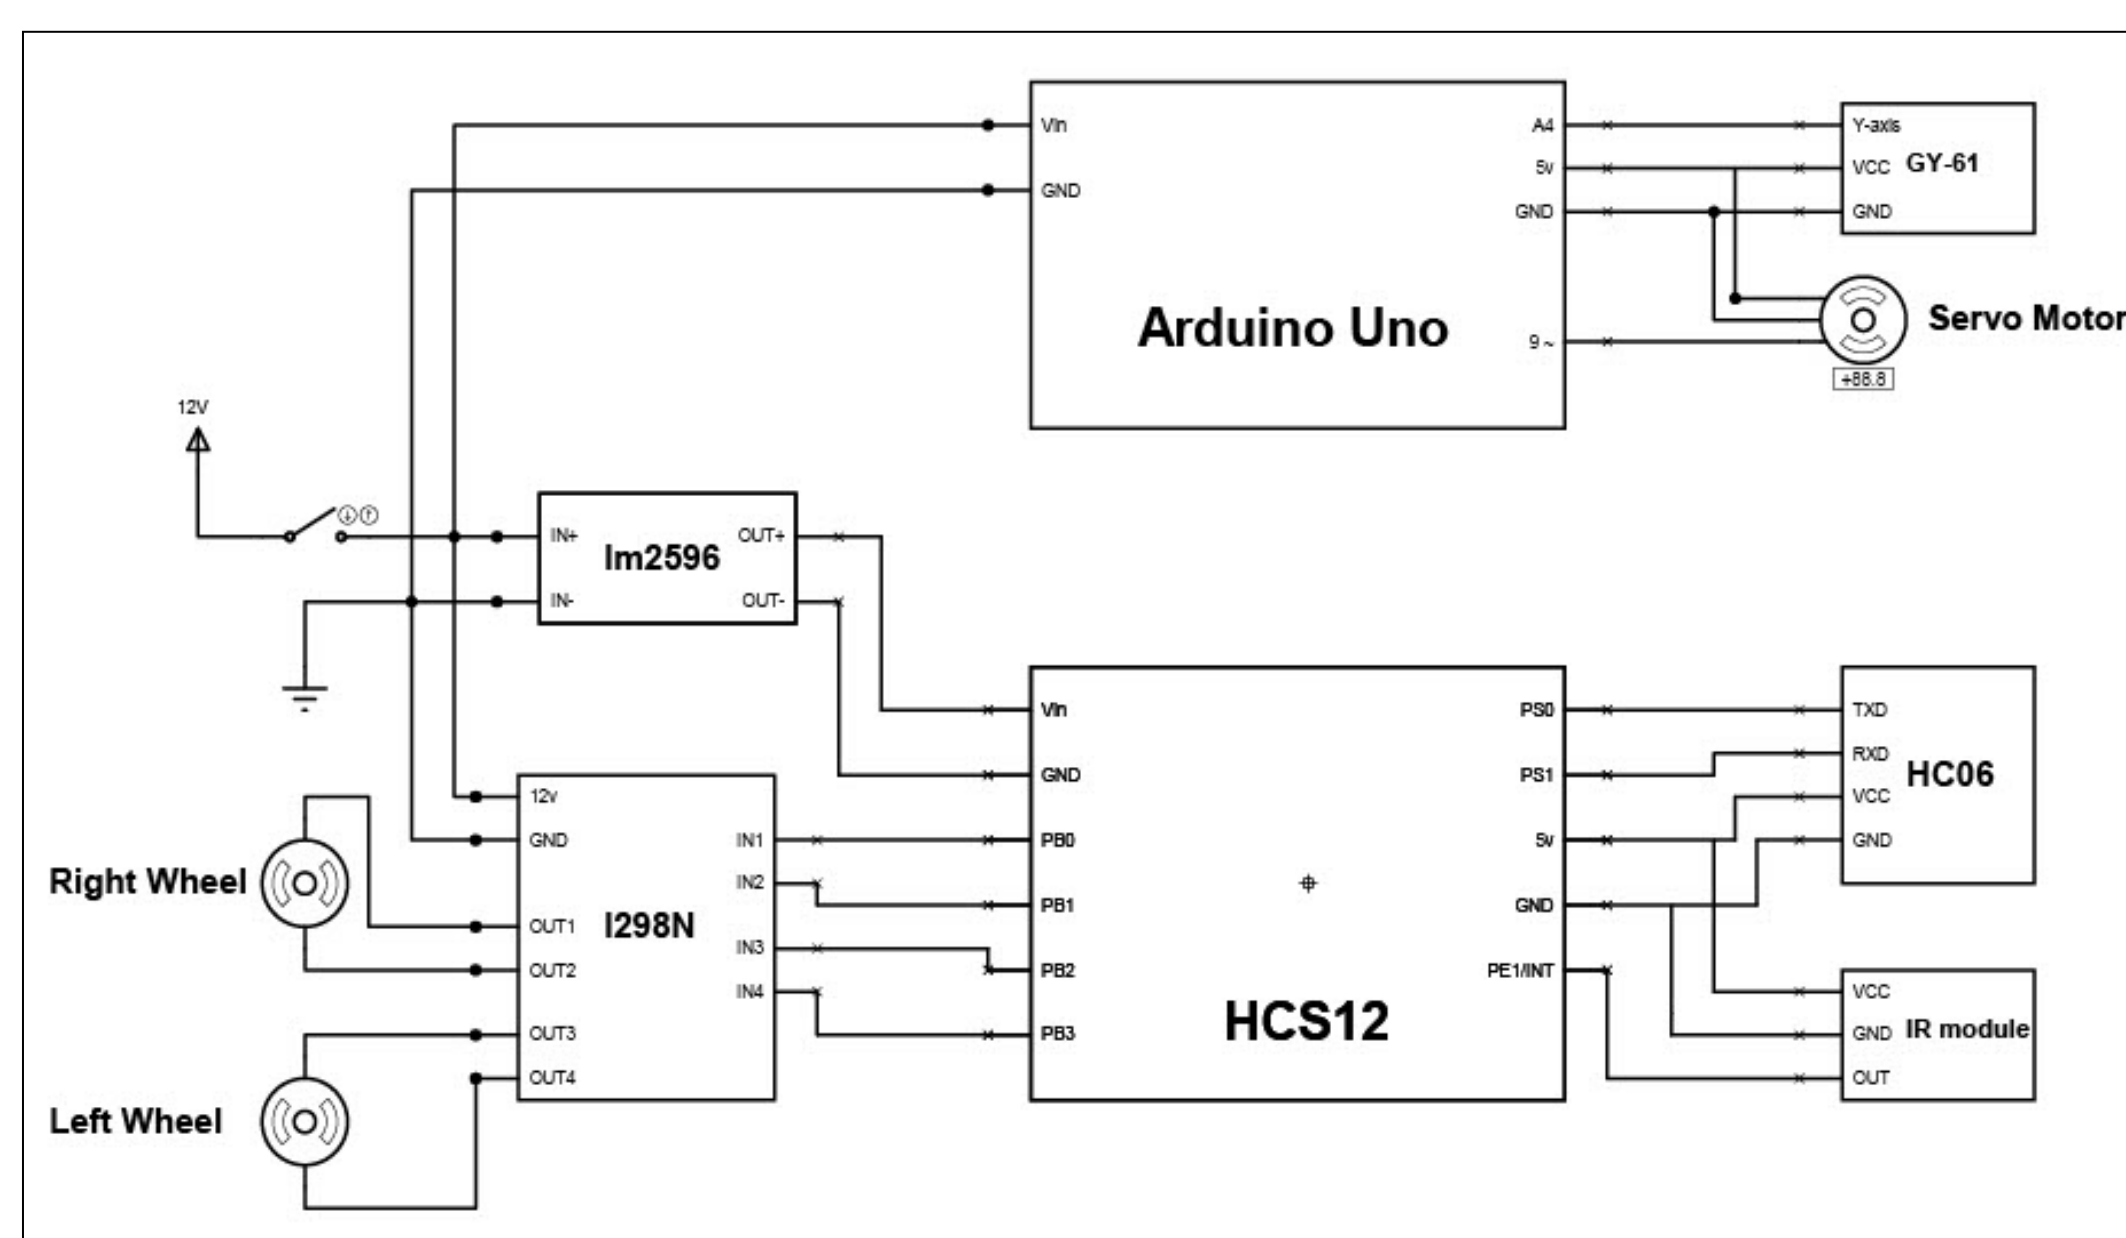 Vin
GND
Arduino Uno
A4
5v
GND
9 ~
Y-axis
VCC
GND
GY-61
Servo Motor
+88.8
12V
IN+
IN-
lm2596
OUT+
OUT-
12v
GND
OUT1
OUT2
OUT3
OUT4
l298N
IN1
IN2
IN3
IN4
Right Wheel
Left Wheel
Vin
GND
PB0
PB1
PB2
PB3
HCS12
PS0
PS1
5v
GND
PE1/INT
TXD
RXD
VCC
GND
HC06
VCC
GND
OUT
IR module